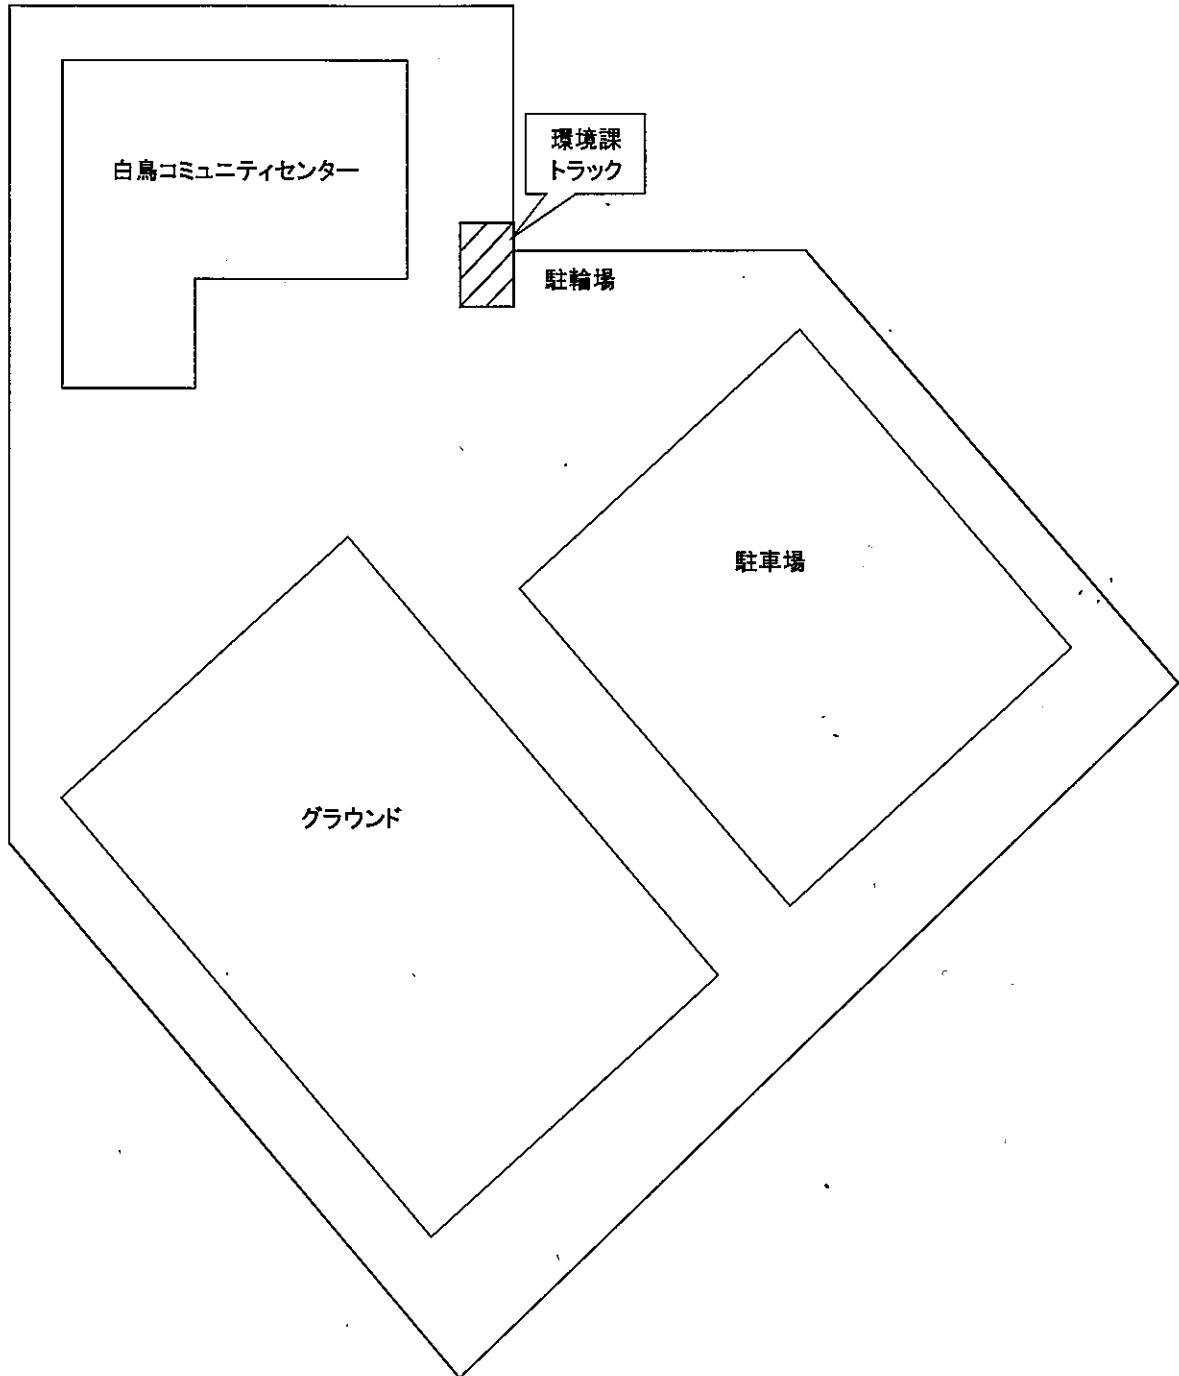 環境課
トラック
白鳥コミュニティセンター
駐輪場
駐車場
グラウンド